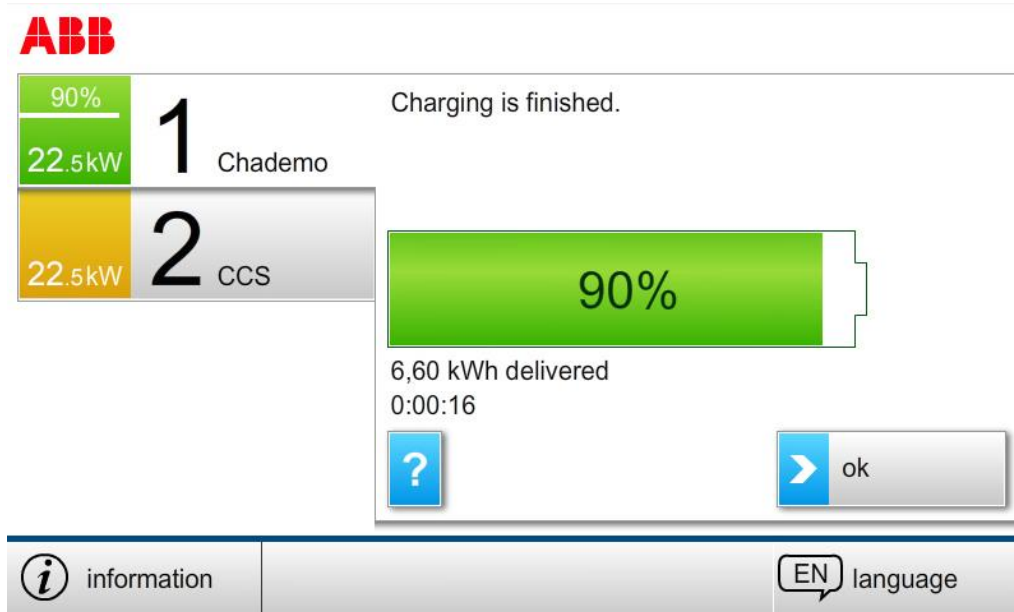 ABB
90%
22.5kW
1 Chademo
22.5kW
2 CCS
Charging is finished.
90%
6,60 kWh delivered
0:00:16
?
ok
i information
EN language